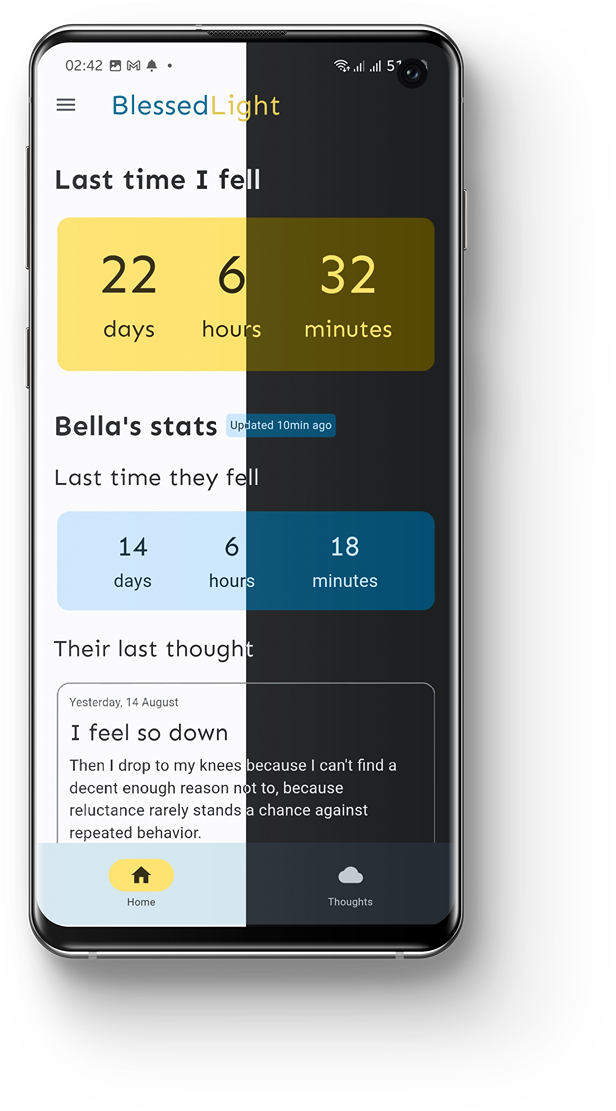 02:42 51
BlessedLight
Last time I fell
22 6 32
days hours minutes
Bella's stats Updated 10min ago
Last time they fell
14 6 18
days hours minutes
Their last thought
Yesterday, 14 August
I feel so down
Then I drop to my knees because I can't find a
decent enough reason not to, because
reluctance rarely stands a chance against
repeated behavior.
Home Thoughts